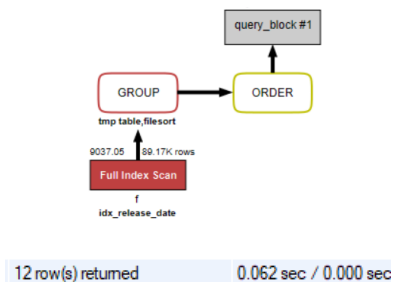 query_block #1
GROUP
ORDER
tmp table,filesort
9037.05
89.17K rows
Full Index Scan
f
idx_release_date
12 row(s) returned
0.062 sec / 0.000 sec